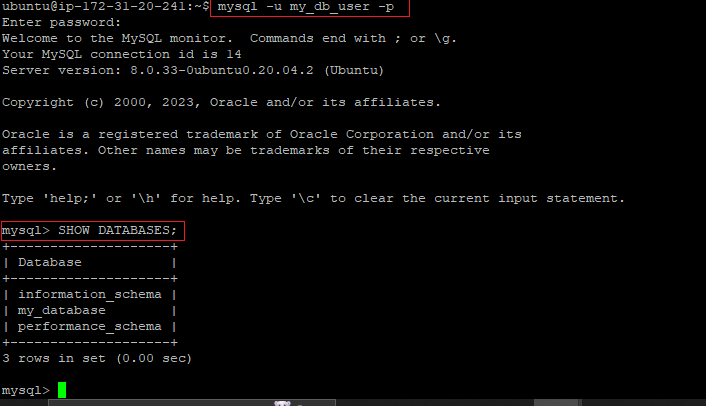 ubuntu@ip-172-31-20-241:~$ mysql -u my_db_user -p
Enter password:
Welcome to the MySQL monitor.  Commands end with ; or \g.
Your MySQL connection id is 14
Server version: 8.0.33-0ubuntu0.20.04.2 (Ubuntu)
Copyright (c) 2000, 2023, Oracle and/or its affiliates.
Oracle is a registered trademark of Oracle Corporation and/or its
affiliates. Other names may be trademarks of their respective
owners.
Type 'help;' or '\h' for help. Type '\c' to clear the current input statement.
mysql> SHOW DATABASES;
+--------------------+
| Database           |
+--------------------+
| information_schema |
| my_database        |
| performance_schema |
+--------------------+
3 rows in set (0.00 sec)
mysql>